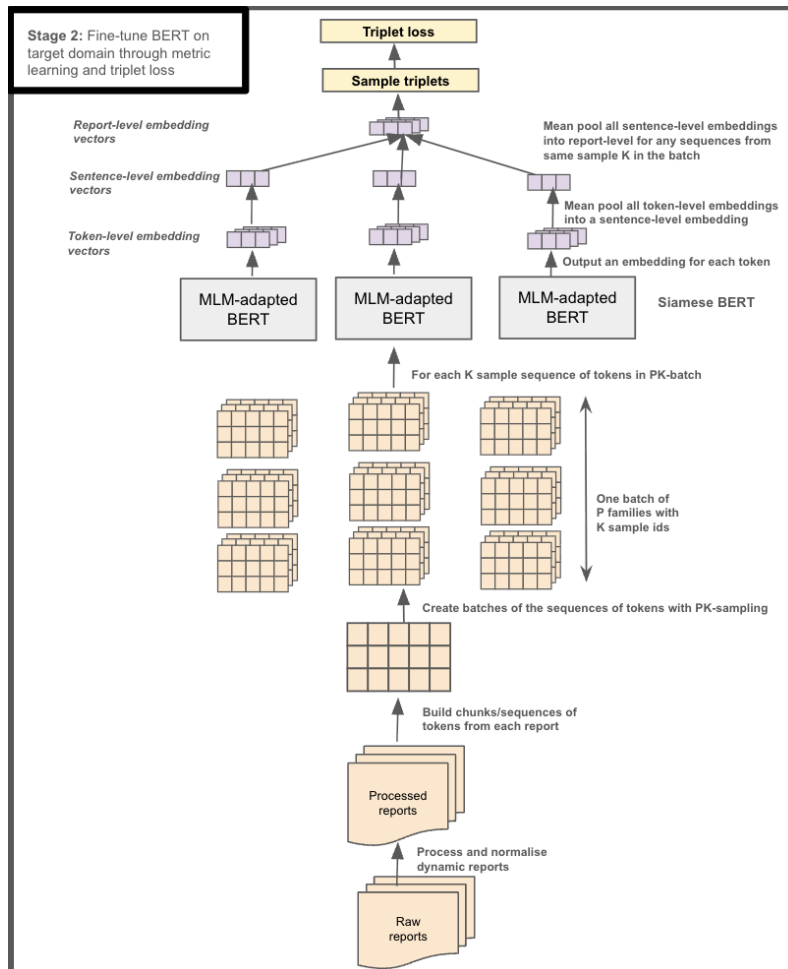 Stage 2: Fine-tune BERT on
target domain through metric
learning and triplet loss
Triplet loss
Sample triplets
Report-level embedding
vectors
Mean pool all sentence-level embeddings
into report-level for any sequences from
same sample K in the batch
Sentence-level embedding
vectors
Mean pool all token-level embeddings
into a sentence-level embedding
Token-level embedding
vectors
Output an embedding for each token
MLM-adapted
BERT
MLM-adapted
BERT
MLM-adapted
BERT
Siamese BERT
For each K sample sequence of tokens in PK-batch
One batch of
P families with
K sample ids
Create batches of the sequences of tokens with PK-sampling
Build chunks/sequences of
tokens from each report
Processed
reports
Process and normalise
dynamic reports
Raw
reports